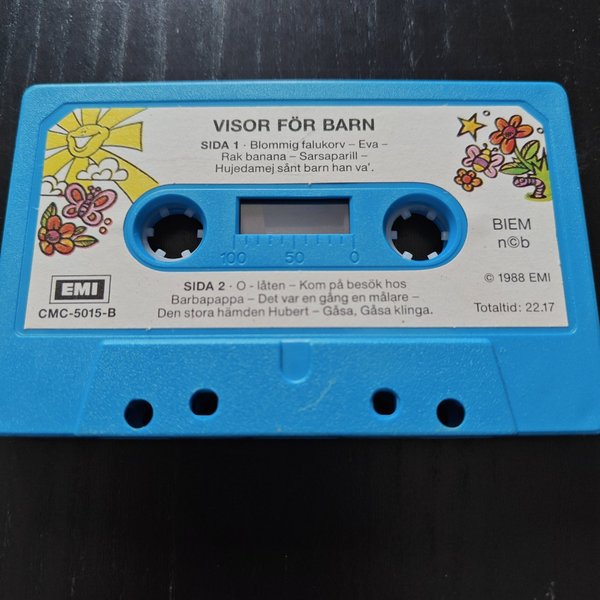 VISOR FÖR BARN
SIDA 1 · Blommig falukorv – Eva –
Rak banana – Sarsaparill –
Hujedamej sånt barn han va'.
BIEM
n©b
100 50 0
EMI
CMC-5015-B
SIDA 2 · O - låten – Kom på besök hos
Barbapappa – Det var en gång en målare –
Den stora hämden Hubert – Gåsa, Gåsa klinga.
© 1988 EMI
Totaltid: 22.17